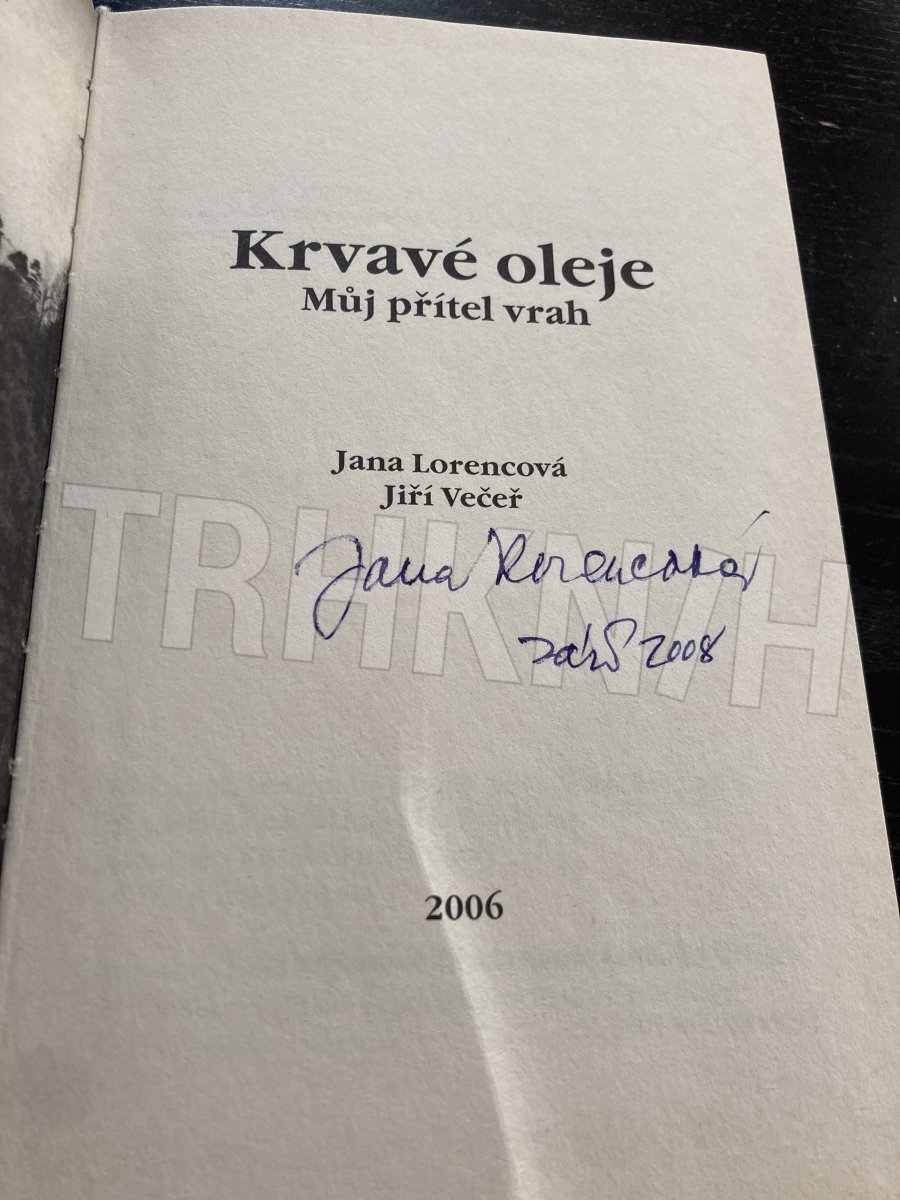 Krvavé oleje
Můj přítel vrah
Jana Lorencová
Jiří Večeř
TRHKNIH
Jana Lorencová
září 2008
2006